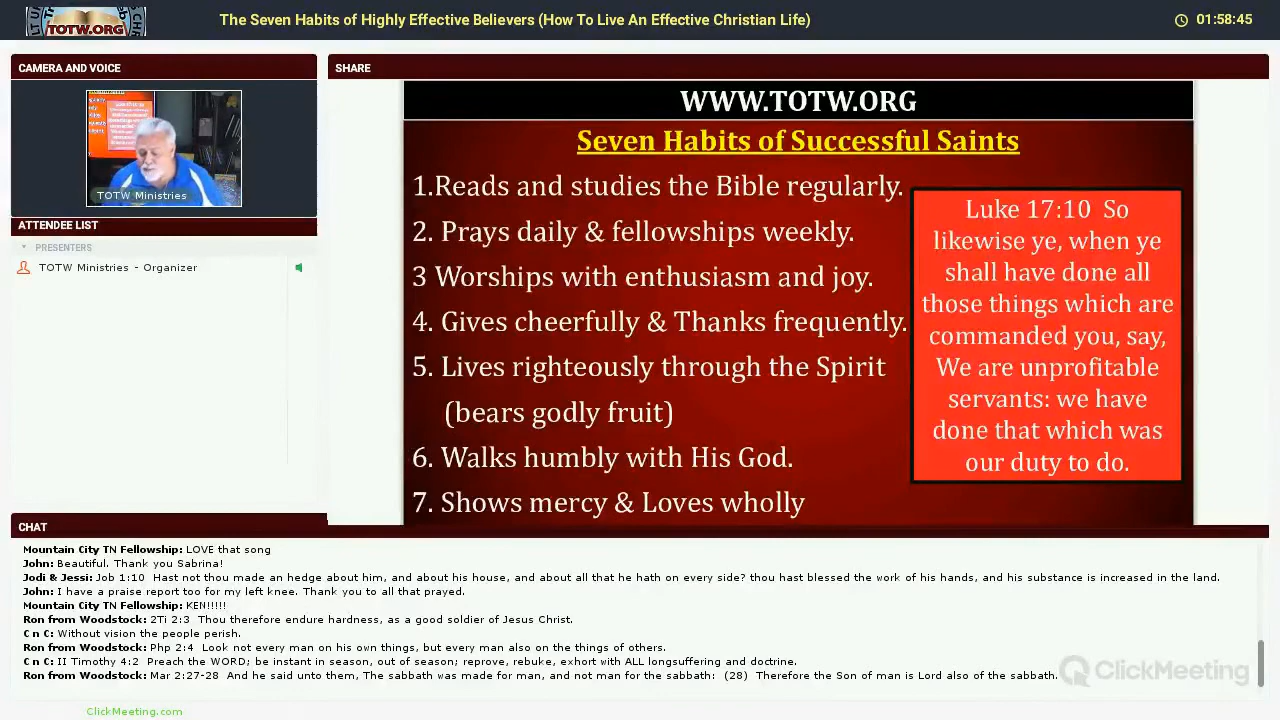 TOTW.ORG
The Seven Habits of Highly Effective Believers (How To Live An Effective Christian Life)
01:58:45
CAMERA AND VOICE
TOTW Ministries
ATTENDEE LIST
PRESENTERS
TOTW Ministries - Organizer
SHARE
WWW.TOTW.ORG
Seven Habits of Successful Saints
1.Reads and studies the Bible regularly.
2. Prays daily & fellowships weekly.
3 Worships with enthusiasm and joy.
4. Gives cheerfully & Thanks frequently.
5. Lives righteously through the Spirit
(bears godly fruit)
6. Walks humbly with His God.
7. Shows mercy & Loves wholly
Luke 17:10 So
likewise ye, when ye
shall have done all
those things which are
commanded you, say,
We are unprofitable
servants: we have
done that which was
our duty to do.
CHAT
Mountain City TN Fellowship: LOVE that song
John: Beautiful. Thank you Sabrina!
Jodi & Jessi: Job 1:10 Hast not thou made an hedge about him, and about his house, and about all that he hath on every side? thou hast blessed the work of his hands, and his substance is increased in the land.
John: I have a praise report too for my left knee. Thank you to all that prayed.
Mountain City TN Fellowship: KEN!!!!!
Ron from Woodstock: 2Ti 2:3 Thou therefore endure hardness, as a good soldier of Jesus Christ.
C n C: Without vision the people perish.
Ron from Woodstock: Php 2:4 Look not every man on his own things, but every man also on the things of others.
C n C: II Timothy 4:2 Preach the WORD; be instant in season, out of season; reprove, rebuke, exhort with ALL longsuffering and doctrine.
Ron from Woodstock: Mar 2:27-28 And he said unto them, The sabbath was made for man, and not man for the sabbath: (28) Therefore the Son of man is Lord also of the sabbath.
ClickMeeting
ClickMeeting.com